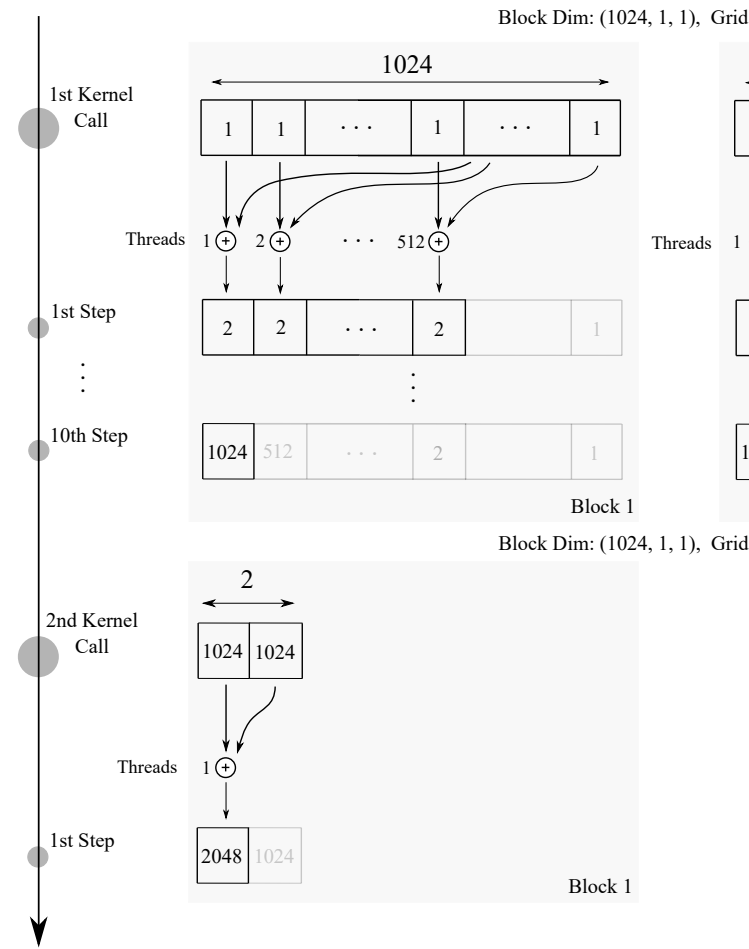 Block Dim: (1024, 1, 1), Grid
1024
1st Kernel
Call
1 1 · · · 1 · · · 1
Threads 1 + 2 + · · · 512 + Threads 1
1st Step
2 2 · · · 2 1
10th Step
1024 512 · · · 2 1 1
Block 1
Block Dim: (1024, 1, 1), Grid
2
2nd Kernel
Call
1024 1024
Threads 1 +
1st Step
2048 1024
Block 1